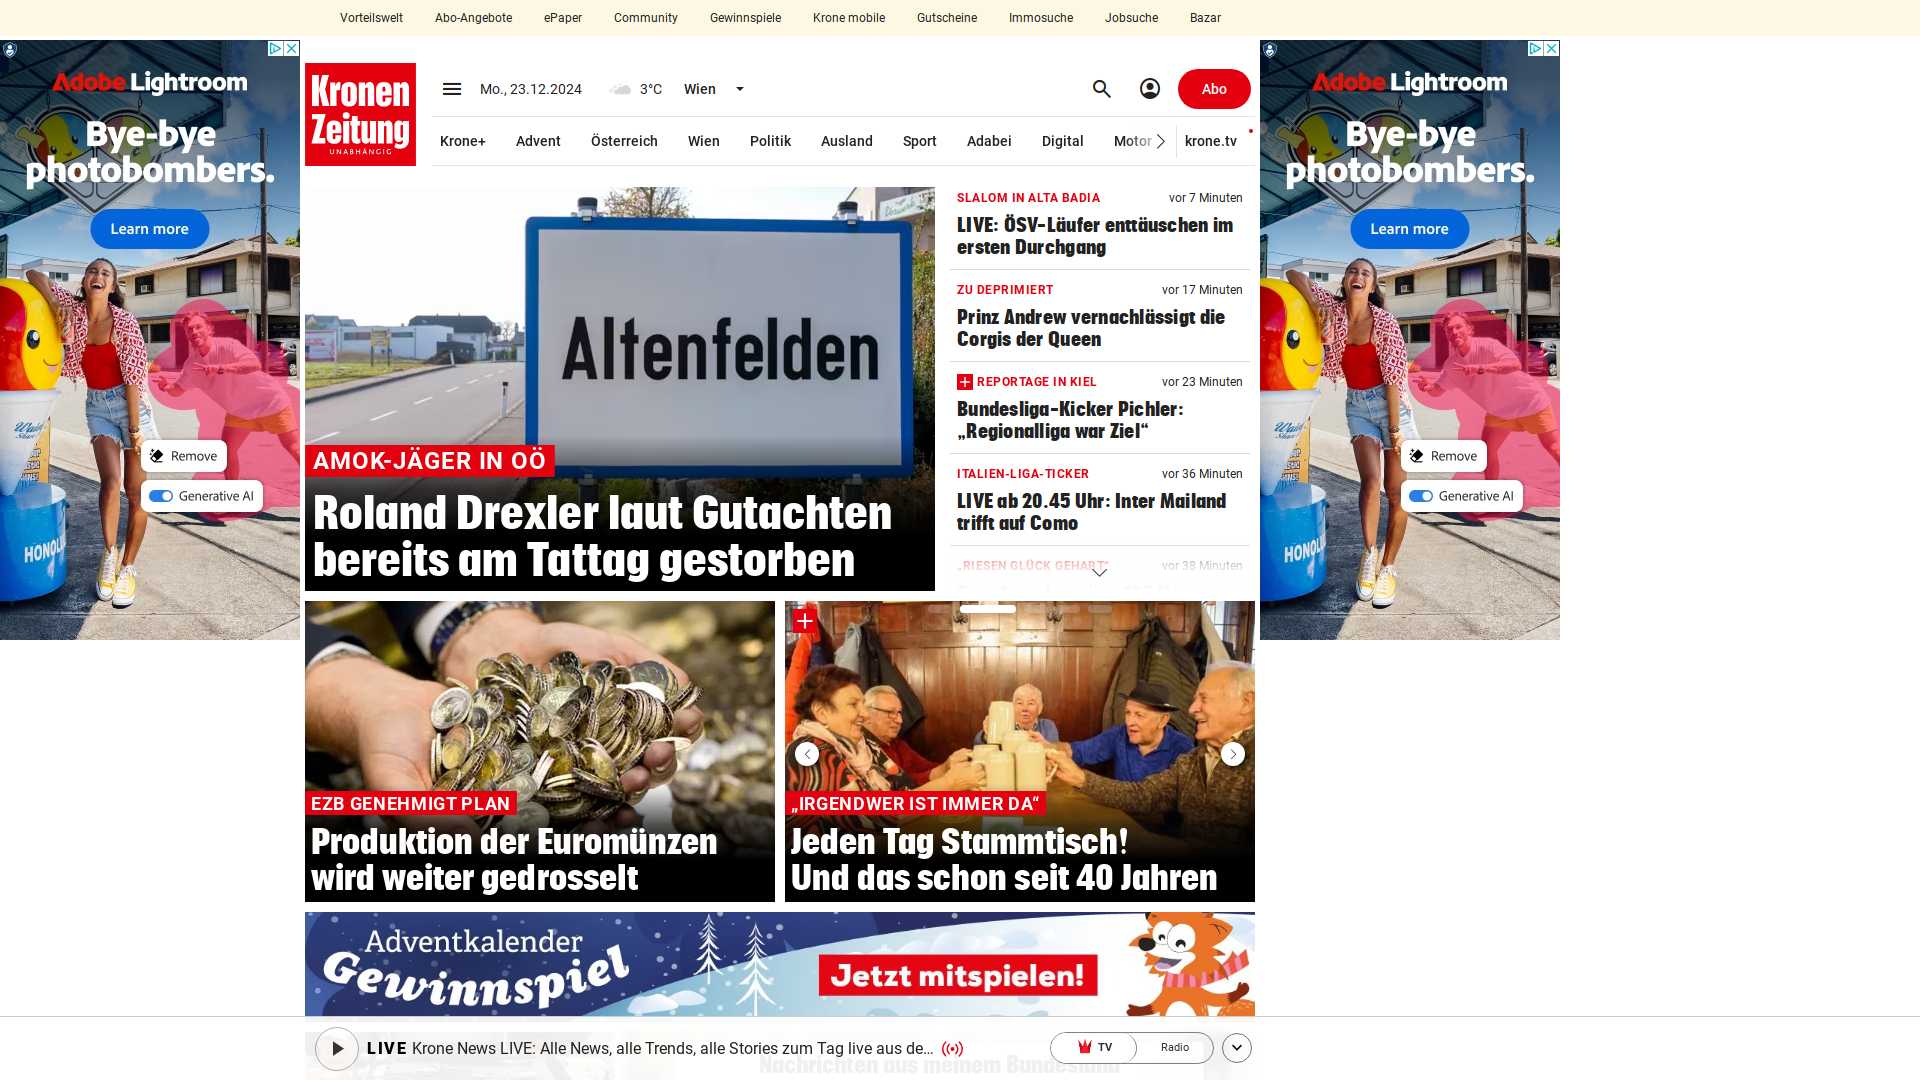 Vorteilswelt
Abo-Angebote
ePaper
Community
Gewinnspiele
Krone mobile
Gutscheine
Immosuche
Jobsuche
Bazar
Adobe Lightroom
Bye-bye
photobombers.
Learn more
Remove
Generative AI
HONOL
Kronen
Zeitung
UNABHÄNGIG
Mo., 23.12.2024
3°C
Wien
Abo
Krone+
Advent
Österreich
Wien
Politik
Ausland
Sport
Adabei
Digital
Motor
krone.tv
Altenfelden
AMOK-JÄGER IN OÖ
Roland Drexler laut Gutachten
bereits am Tattag gestorben
SLALOM IN ALTA BADIA
vor 7 Minuten
LIVE: ÖSV-Läufer enttäuschen im
ersten Durchgang
ZU DEPRIMIERT
vor 17 Minuten
Prinz Andrew vernachlässigt die
Corgis der Queen
REPORTAGE IN KIEL
vor 23 Minuten
Bundesliga-Kicker Pichler:
„Regionalliga war Ziel“
ITALIEN-LIGA-TICKER
vor 36 Minuten
LIVE ab 20.45 Uhr: Inter Mailand
trifft auf Como
„RIESEN GLÜCK GEHABT“
vor 38 Minuten
Adobe Lightroom
Bye-bye
photobombers.
Learn more
Remove
Generative AI
HONOL
EZB GENEHMIGT PLAN
Produktion der Euromünzen
wird weiter gedrosselt
„IRGENDWER IST IMMER DA“
Jeden Tag Stammtisch!
Und das schon seit 40 Jahren
Adventkalender
Gewinnspiel
Jetzt mitspielen!
LIVE Krone News LIVE: Alle News, alle Trends, alle Stories zum Tag live aus de...
TV
Radio
Nachrichten aus meinem Bundesland